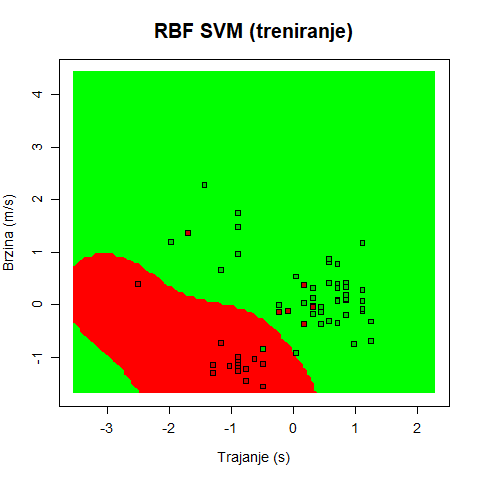 RBF SVM (treniranje)
Brzina (m/s)
4
3
2
1
0
-1
-3 -2 -1 0 1 2
Trajanje (s)